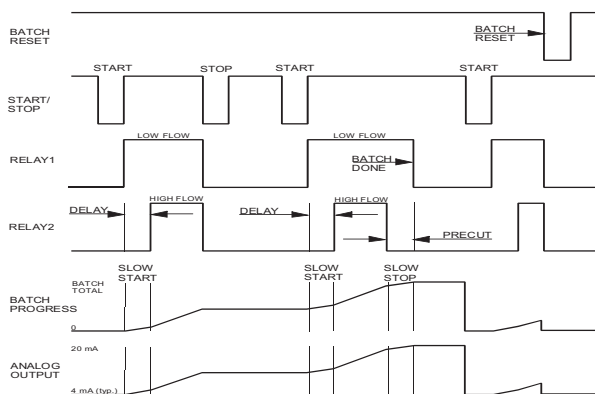 BATCH
RESET
BATCH
RESET
START
STOP
START
START
START/
STOP
LOW FLOW
LOW FLOW
RELAY1
BATCH
DONE
HIGH FLOW
HIGH FLOW
DELAY
DELAY
RELAY2
PRECUT
SLOW
START
SLOW
START
SLOW
STOP
BATCH
TOTAL
BATCH
PROGRESS
0
20 mA
ANALOG
OUTPUT
4 mA (typ.)